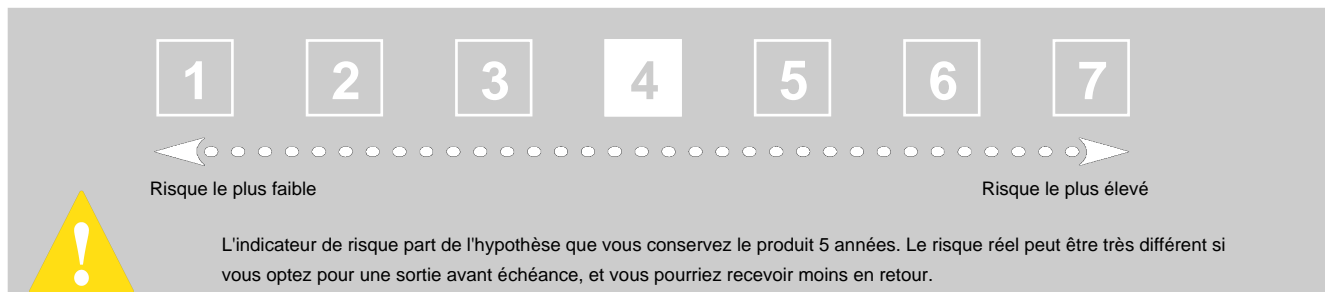 1 2 3 4 5 6 7
Risque le plus faible Risque le plus élevé
!
L'indicateur de risque part de l'hypothèse que vous conservez le produit 5 années. Le risque réel peut être très différent si
vous optez pour une sortie avant échéance, et vous pourriez recevoir moins en retour.